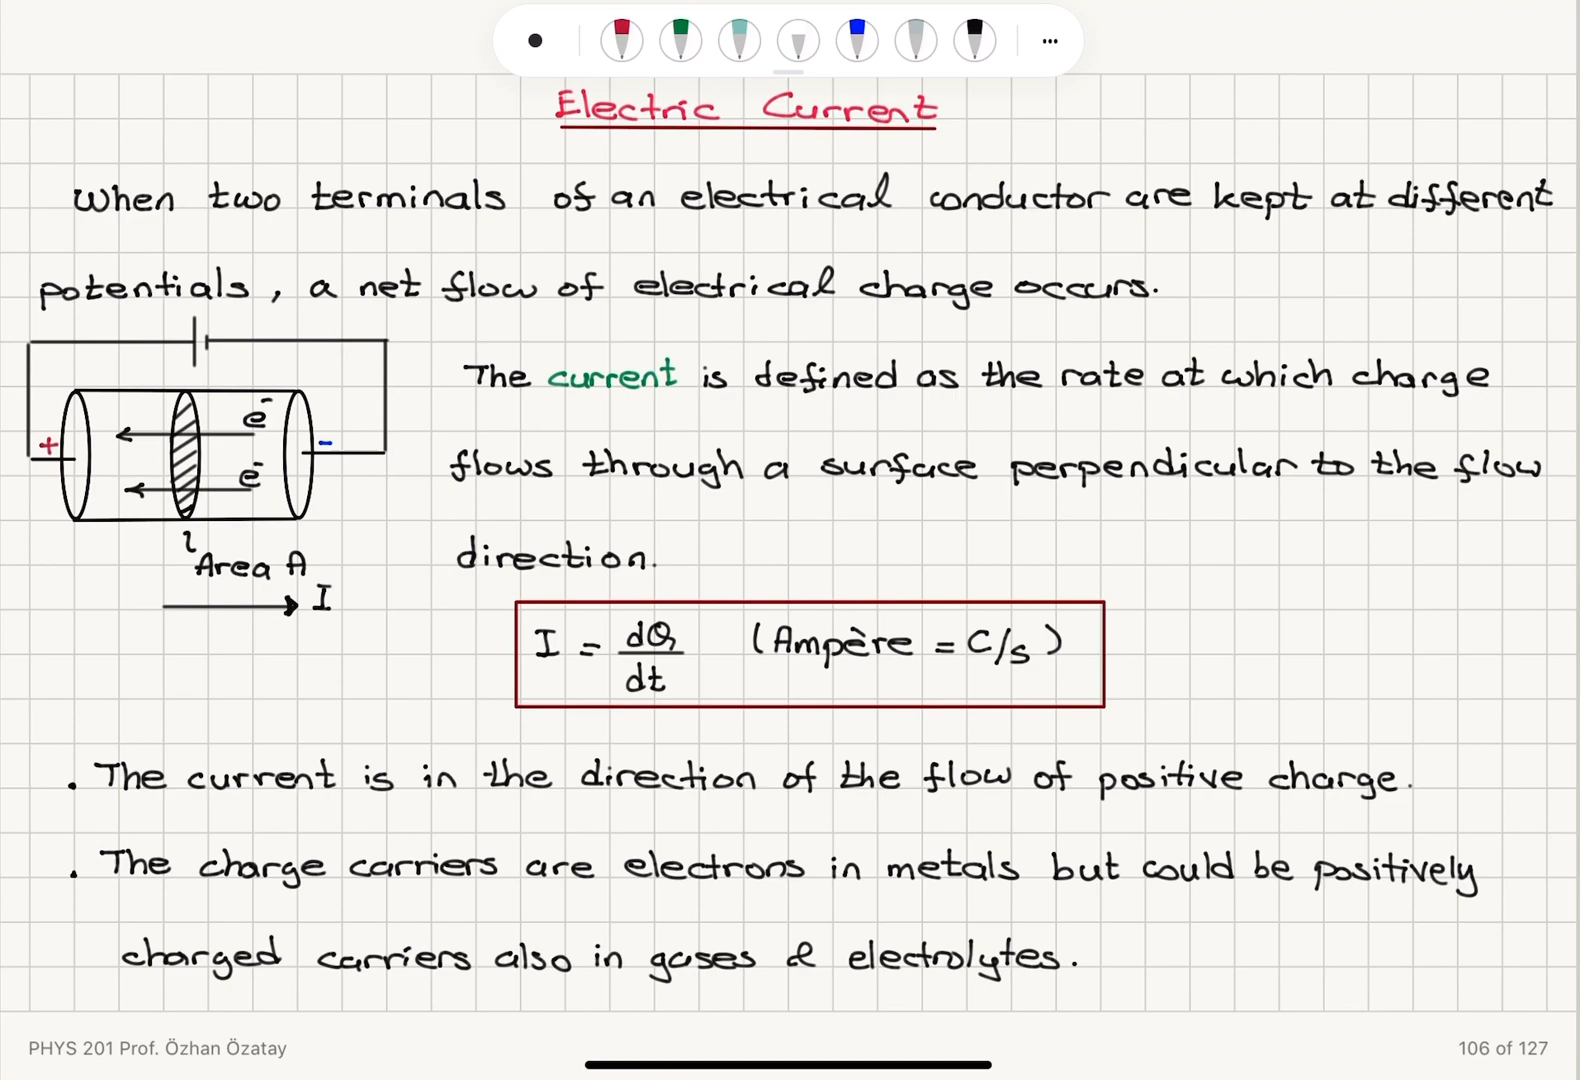 Electric Current
When two terminals of an electrical conductor are kept at different
potentials, a net flow of electrical charge occurs.
The current is defined as the rate at which charge
flows through a surface perpendicular to the flow
direction.
+
-
e⁻
e⁻
Area A
I
I = dQ/dt (Ampère = C/s)
. The current is in the direction of the flow of positive charge.
. The charge carriers are electrons in metals but could be positively
charged carriers also in gases & electrolytes.
PHYS 201 Prof. Özhan Özatay
106 of 127